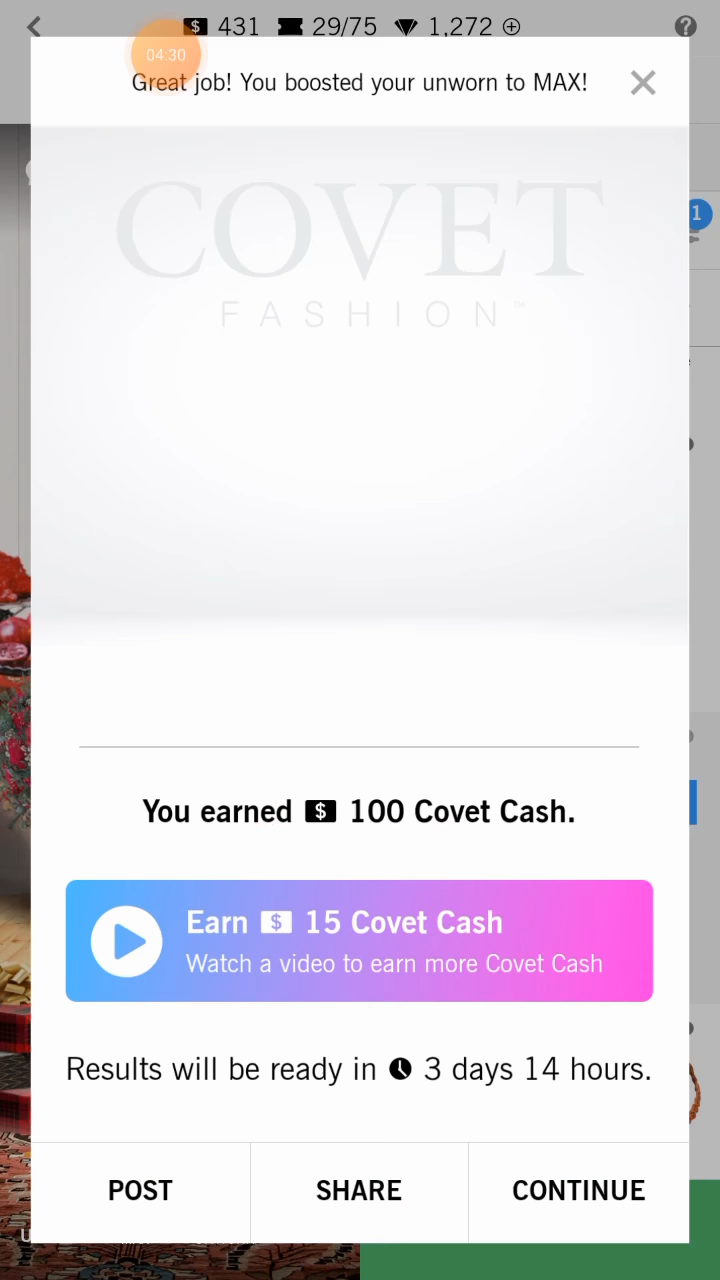 431 29/75 1,272
04:30
Great job! You boosted your unworn to MAX!
1
COVET
FASHION™
You earned $ 100 Covet Cash.
Earn $ 15 Covet Cash
Watch a video to earn more Covet Cash
Results will be ready in 3 days 14 hours.
POST SHARE CONTINUE